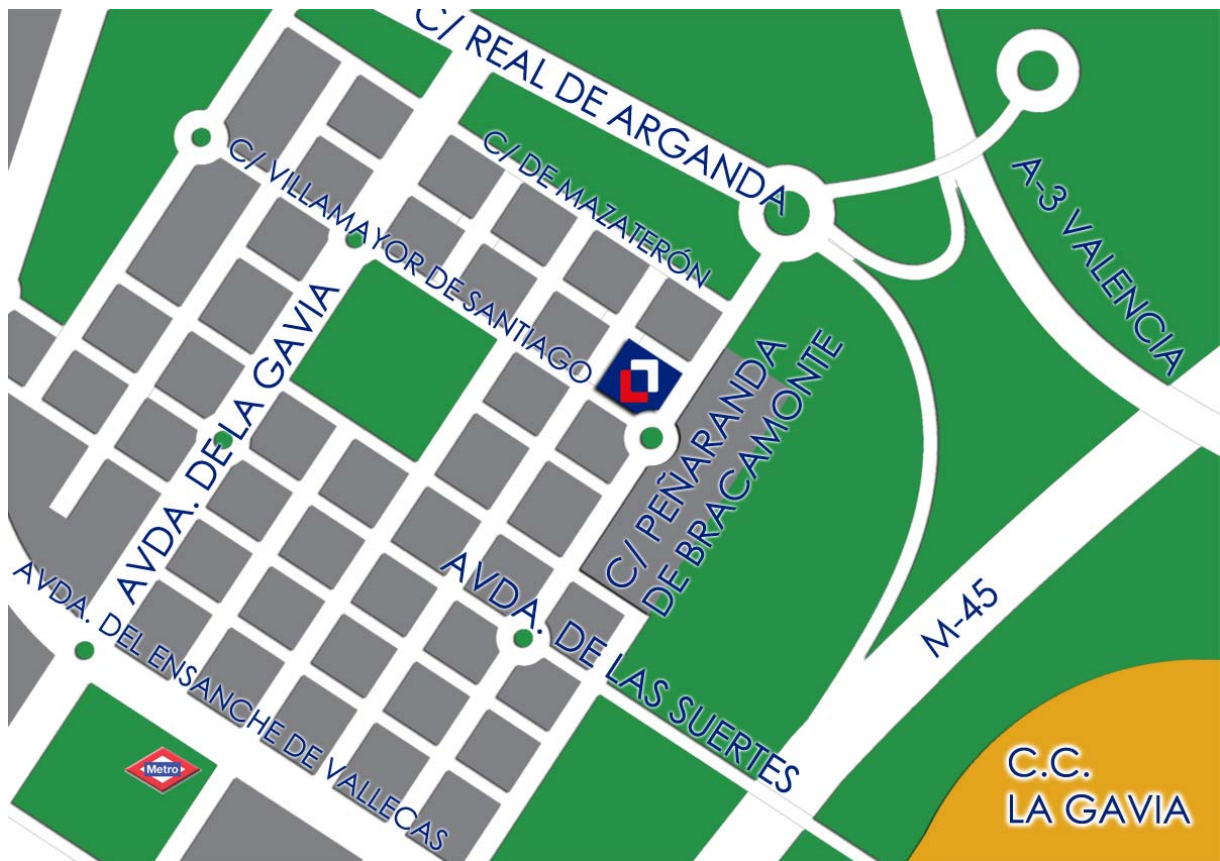 C/ REAL DE ARGANDA
C/ DE MAZATERÓN
C/ VILLAMAYOR DE SANTIAGO
A-3 VALENCIA
AVDA. DE LA GAVIA
C/ PEÑARANDA
DE BRACAMONTE
AVDA. DE LAS SUERTES
AVDA. DEL ENSANCHE DE VALLECAS
M-45
Metro
C.C.
LA GAVIA